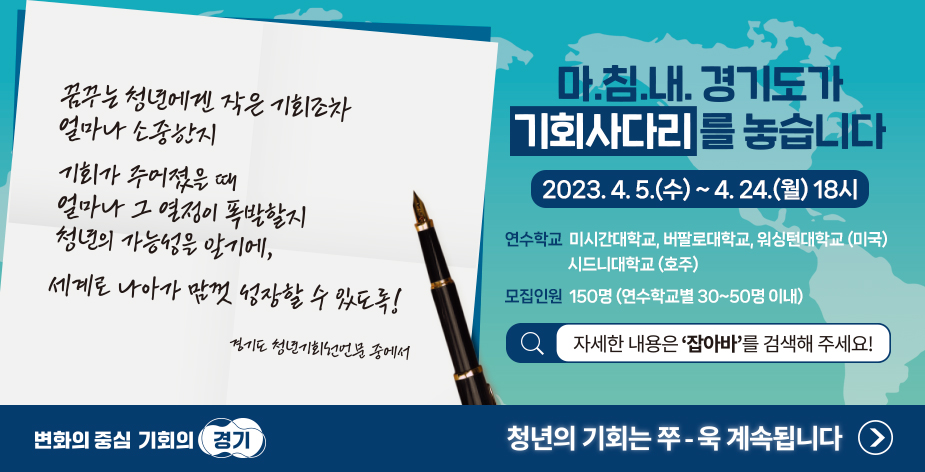 꿈꾸는 청년에겐 작은 기회조차
얼마나 소중한지
기회가 주어졌을 때
얼마나 그 열정이 폭발할지
청년의 가능성을 알기에,
세계로 나아가 맘껏 성장할 수 있도록!
경기도 청년기회선언문 중에서
마.침.내. 경기도가
기회사다리를 놓습니다
2023. 4. 5.(수) ~ 4. 24.(월) 18시
연수학교 미시간대학교, 버팔로대학교, 워싱턴대학교 (미국)
시드니대학교 (호주)
모집인원 150명 (연수학교별 30~50명 이내)
자세한 내용은 ‘잡아바’를 검색해 주세요!
변화의 중심 기회의 경기
청년의 기회는 쭈 - 욱 계속됩니다